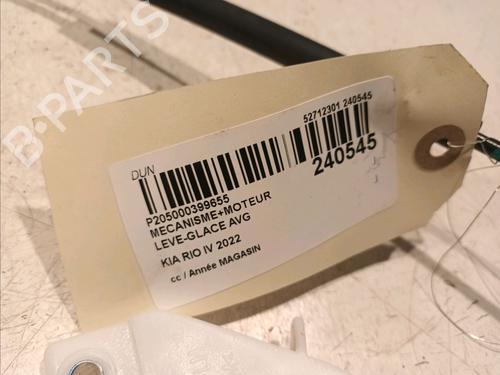 B-PARTS
DUN
52712301 240545
240545
P205000399655
MECANISME+MOTEUR
LEVE-GLACE AVG
KIA RIO IV 2022
cc / Année MAGASIN